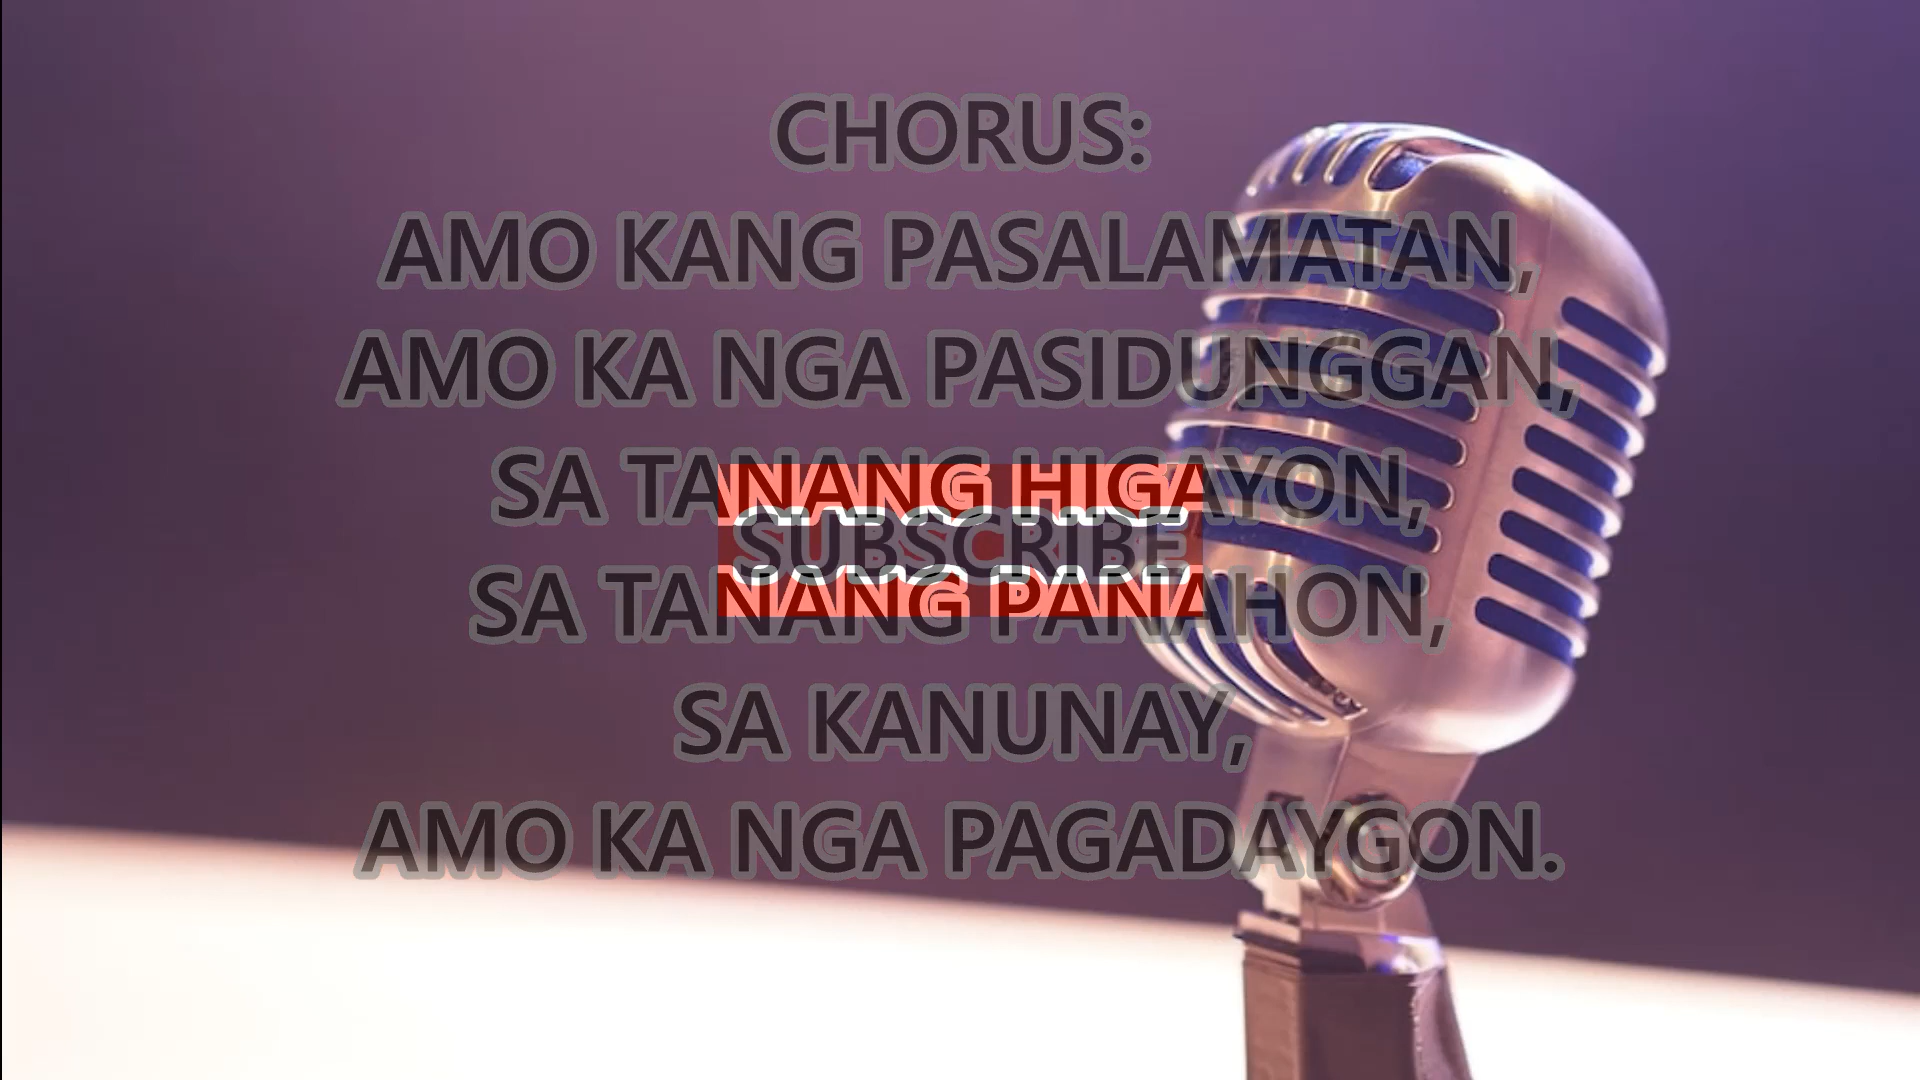 CHORUS:
AMO KANG PASALAMATAN,
AMO KA NGA PASIDUNGGAN,
SA TANANG HIGAYON,
SUBSCRIBE
SA TANANG PANAHON,
SA KANUNAY,
AMO KA NGA PAGADAYGON.